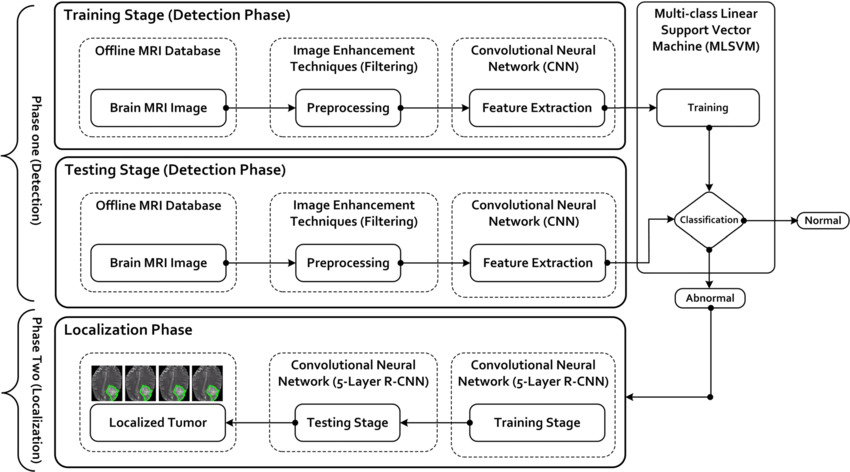 Phase one (Detection)
Training Stage (Detection Phase)
Offline MRI Database
Brain MRI Image
Image Enhancement
Techniques (Filtering)
Preprocessing
Convolutional Neural
Network (CNN)
Feature Extraction
Multi-class Linear
Support Vector
Machine (MLSVM)
Training
Classification
Normal
Abnormal
Testing Stage (Detection Phase)
Offline MRI Database
Brain MRI Image
Image Enhancement
Techniques (Filtering)
Preprocessing
Convolutional Neural
Network (CNN)
Feature Extraction
Phase Two (Localization)
Localization Phase
Localized Tumor
Convolutional Neural
Network (5-Layer R-CNN)
Testing Stage
Convolutional Neural
Network (5-Layer R-CNN)
Training Stage